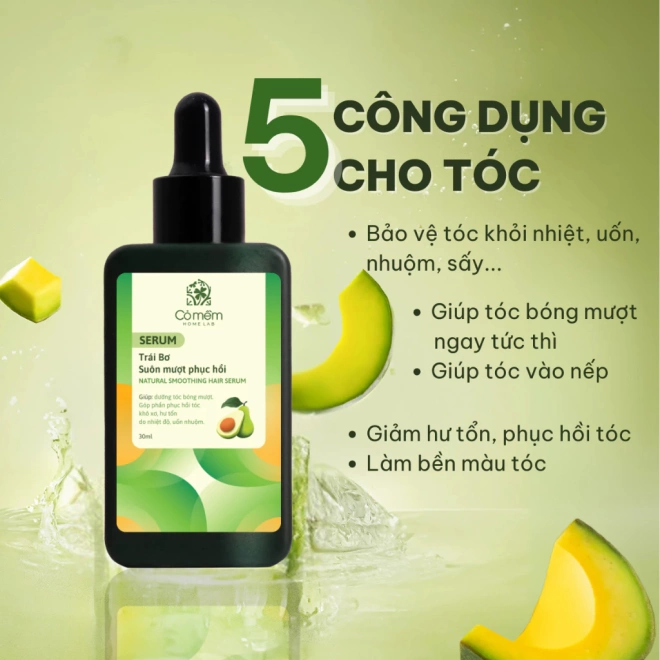 5 CÔNG DỤNG
CHO TÓC
• Bảo vệ tóc khỏi nhiệt, uốn,
nhuộm, sấy...
• Giúp tóc bóng mượt
ngay tức thì
• Giúp tóc vào nếp
• Giảm hư tổn, phục hồi tóc
• Làm bền màu tóc
Cỏ mềm
HOME LAB
SERUM
Trái Bơ
Suôn mượt phục hồi
NATURAL SMOOTHING HAIR SERUM
Giúp: dưỡng tóc bóng mượt.
Góp phần phục hồi tóc
khô xơ, hư tổn
do nhiệt độ, uốn nhuộm.
30ml